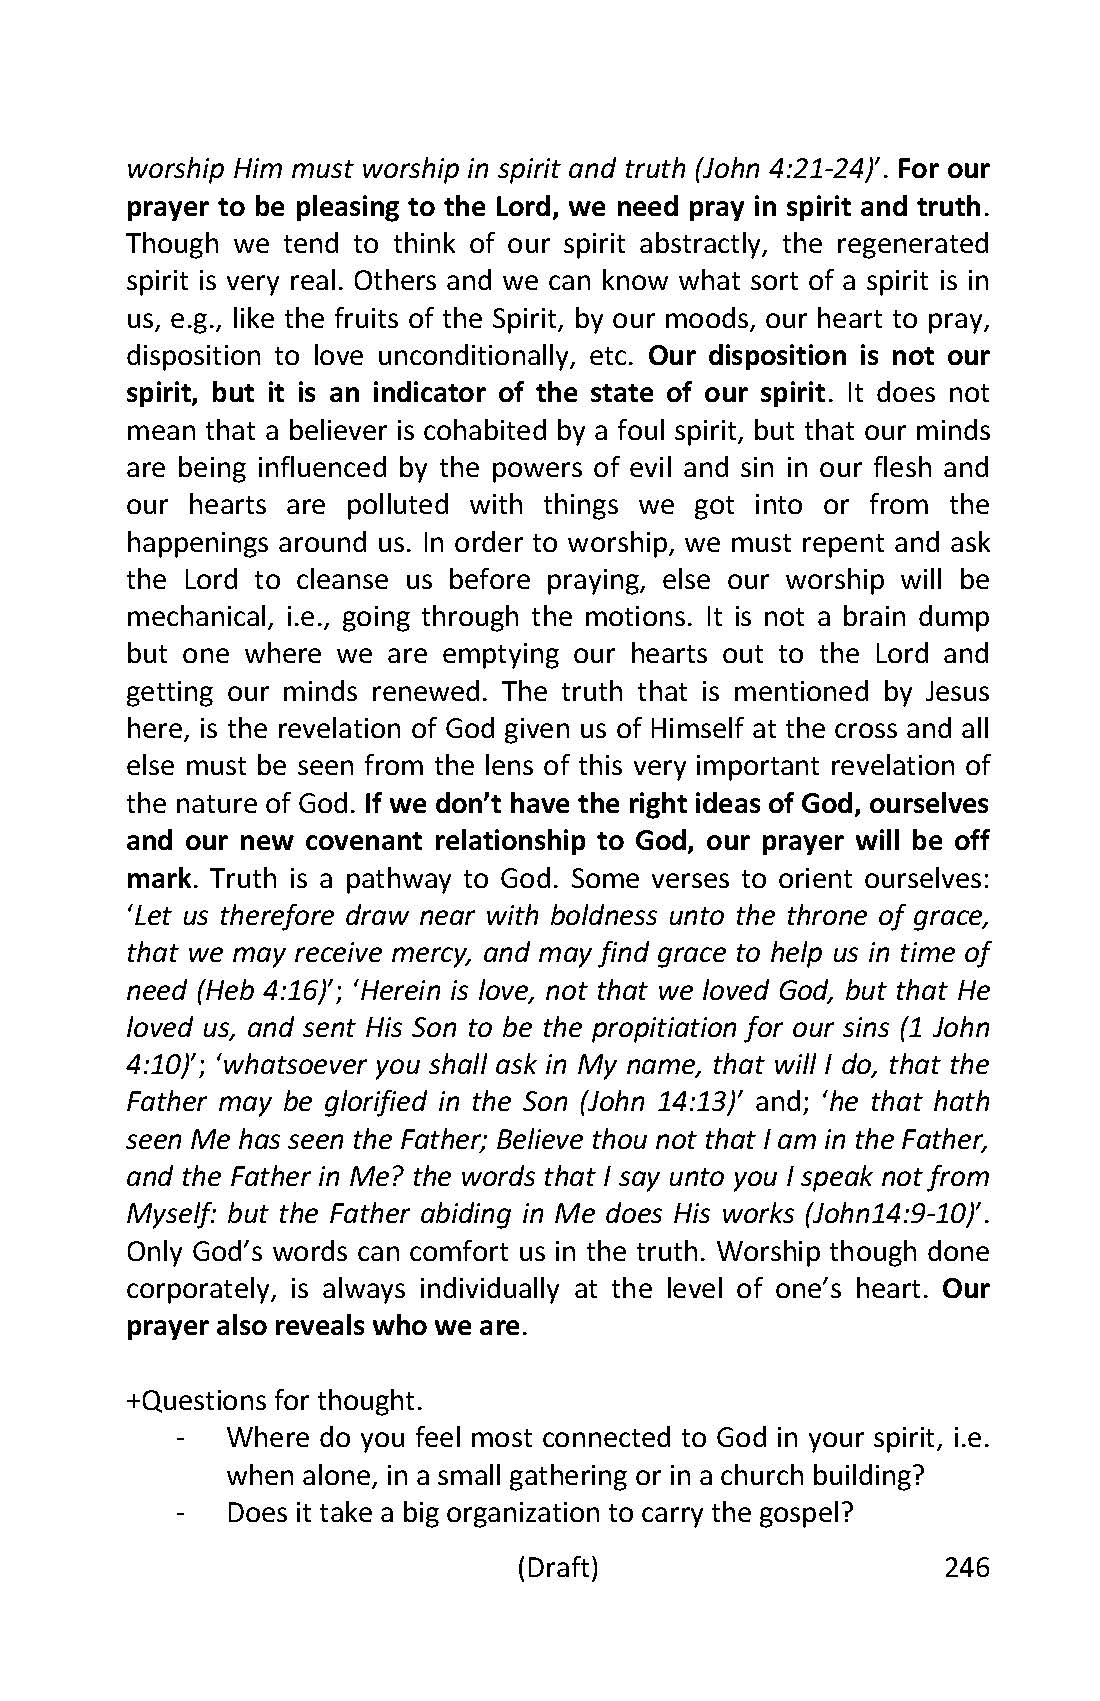 worship Him must worship in spirit and truth (John 4:21-24)’. For our
prayer to be pleasing to the Lord, we need pray in spirit and truth.
Though we tend to think of our spirit abstractly, the regenerated
spirit is very real. Others and we can know what sort of a spirit is in
us, e.g., like the fruits of the Spirit, by our moods, our heart to pray,
disposition to love unconditionally, etc. Our disposition is not our
spirit, but it is an indicator of the state of our spirit. It does not
mean that a believer is cohabited by a foul spirit, but that our minds
are being influenced by the powers of evil and sin in our flesh and
our hearts are polluted with things we got into or from the
happenings around us. In order to worship, we must repent and ask
the Lord to cleanse us before praying, else our worship will be
mechanical, i.e., going through the motions. It is not a brain dump
but one where we are emptying our hearts out to the Lord and
getting our minds renewed. The truth that is mentioned by Jesus
here, is the revelation of God given us of Himself at the cross and all
else must be seen from the lens of this very important revelation of
the nature of God. If we don’t have the right ideas of God, ourselves
and our new covenant relationship to God, our prayer will be off
mark. Truth is a pathway to God. Some verses to orient ourselves:
‘Let us therefore draw near with boldness unto the throne of grace,
that we may receive mercy, and may find grace to help us in time of
need (Heb 4:16)’; ‘Herein is love, not that we loved God, but that He
loved us, and sent His Son to be the propitiation for our sins (1 John
4:10)’; ‘whatsoever you shall ask in My name, that will I do, that the
Father may be glorified in the Son (John 14:13)’ and; ‘he that hath
seen Me has seen the Father; Believe thou not that I am in the Father,
and the Father in Me? the words that I say unto you I speak not from
Myself: but the Father abiding in Me does His works (John14:9-10)’.
Only God’s words can comfort us in the truth. Worship though done
corporately, is always individually at the level of one’s heart. Our
prayer also reveals who we are.
+Questions for thought.
- Where do you feel most connected to God in your spirit, i.e.
when alone, in a small gathering or in a church building?
- Does it take a big organization to carry the gospel?
(Draft) 246